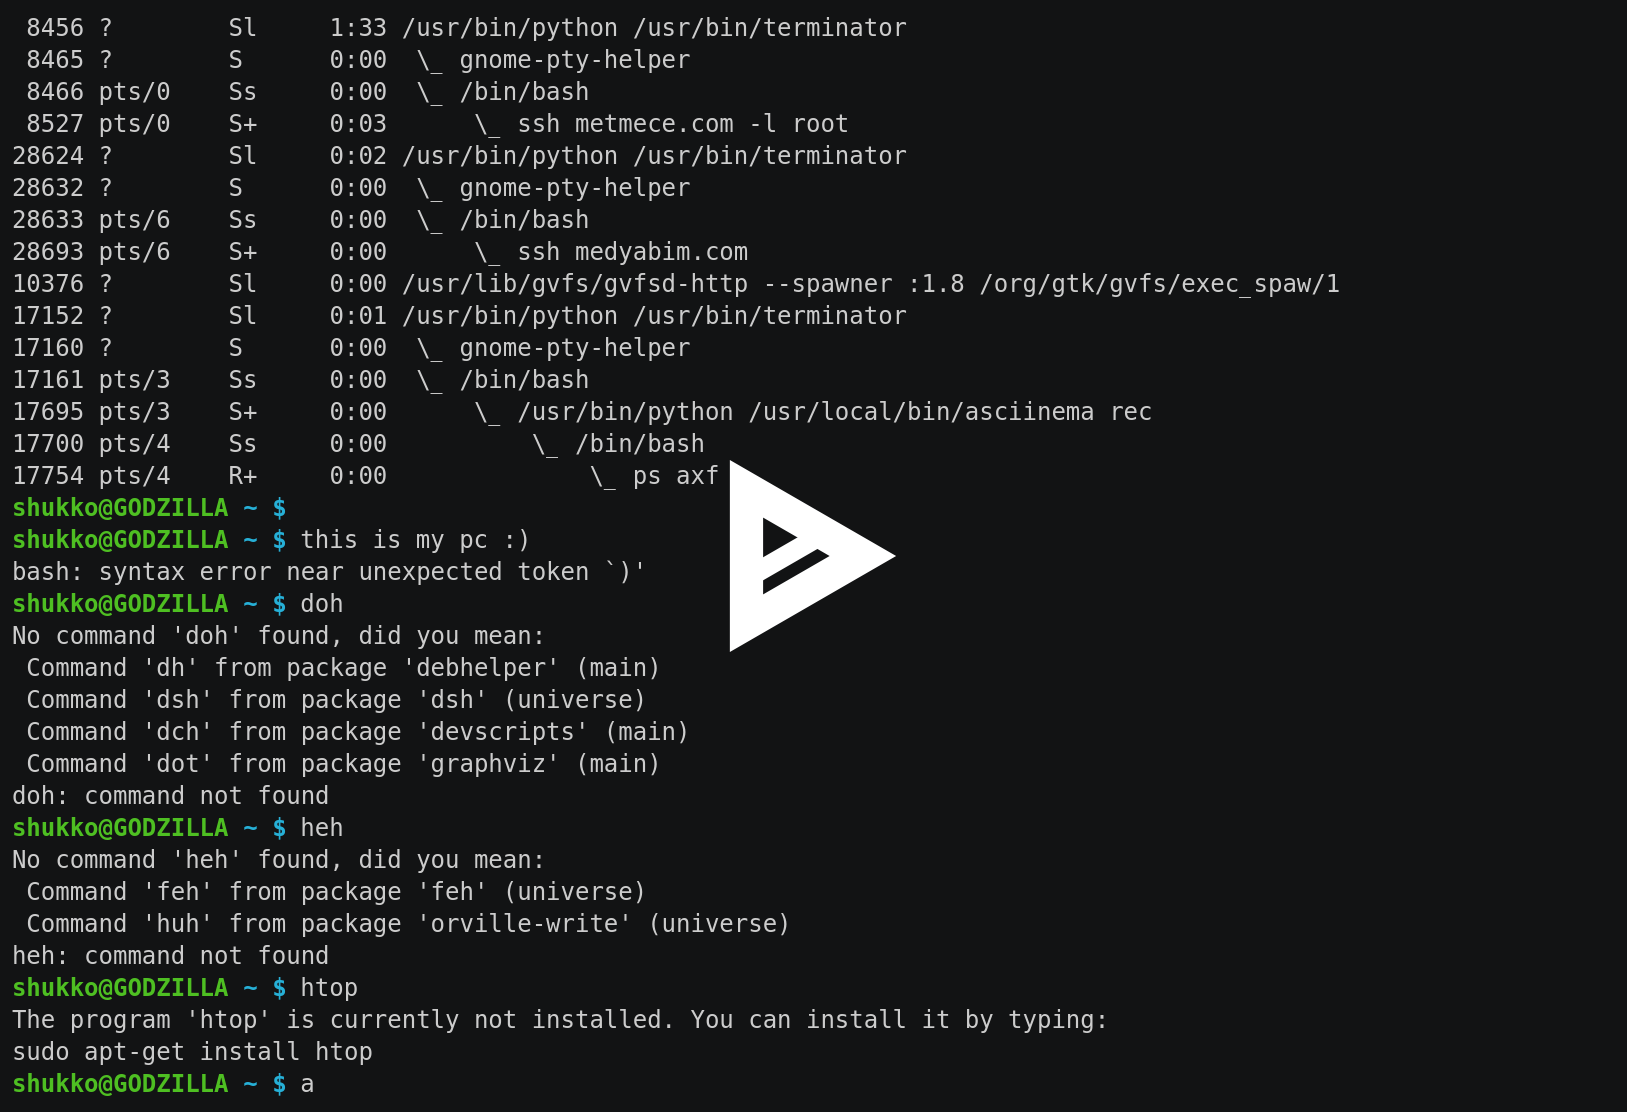 8456 ?        Sl     1:33 /usr/bin/python /usr/bin/terminator
 8465 ?        S      0:00  \_ gnome-pty-helper
 8466 pts/0    Ss     0:00  \_ /bin/bash
 8527 pts/0    S+     0:03      \_ ssh metmece.com -l root
28624 ?        Sl     0:02 /usr/bin/python /usr/bin/terminator
28632 ?        S      0:00  \_ gnome-pty-helper
28633 pts/6    Ss     0:00  \_ /bin/bash
28693 pts/6    S+     0:00      \_ ssh medyabim.com
10376 ?        Sl     0:00 /usr/lib/gvfs/gvfsd-http --spawner :1.8 /org/gtk/gvfs/exec_spaw/1
17152 ?        Sl     0:01 /usr/bin/python /usr/bin/terminator
17160 ?        S      0:00  \_ gnome-pty-helper
17161 pts/3    Ss     0:00  \_ /bin/bash
17695 pts/3    S+     0:00      \_ /usr/bin/python /usr/local/bin/asciinema rec
17700 pts/4    Ss     0:00          \_ /bin/bash
17754 pts/4    R+     0:00              \_ ps axf
shukko@GODZILLA ~ $
shukko@GODZILLA ~ $ this is my pc :)
bash: syntax error near unexpected token `)'
shukko@GODZILLA ~ $ doh
No command 'doh' found, did you mean:
 Command 'dh' from package 'debhelper' (main)
 Command 'dsh' from package 'dsh' (universe)
 Command 'dch' from package 'devscripts' (main)
 Command 'dot' from package 'graphviz' (main)
doh: command not found
shukko@GODZILLA ~ $ heh
No command 'heh' found, did you mean:
 Command 'feh' from package 'feh' (universe)
 Command 'huh' from package 'orville-write' (universe)
heh: command not found
shukko@GODZILLA ~ $ htop
The program 'htop' is currently not installed. You can install it by typing:
sudo apt-get install htop
shukko@GODZILLA ~ $ a